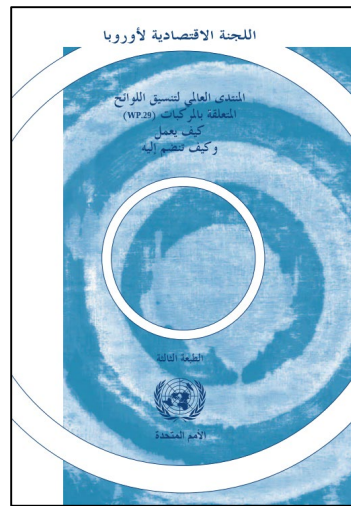 اللجنة الاقتصادية لأوروبا
المنتدى العالمي لتنسيق اللوائح
المتعلقة بالمركبات (WP.29)
كيف يعمل
وكيف تنضم إليه
الطبعة الثالثة
الأمم المتحدة